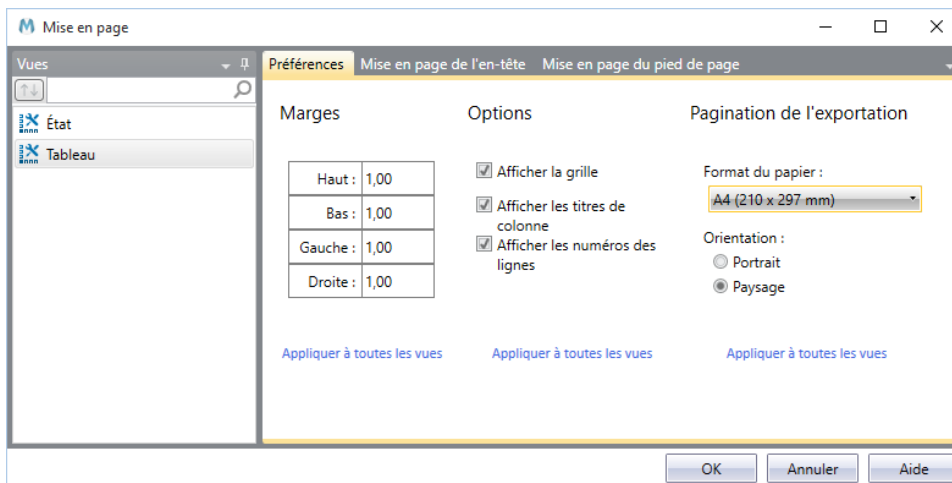 Mise en page
Vues
État
Tableau
Préférences Mise en page de l'en-tête Mise en page du pied de page
Marges
Haut : 1,00
Bas : 1,00
Gauche : 1,00
Droite : 1,00
Appliquer à toutes les vues
Options
Afficher la grille
Afficher les titres de
colonne
Afficher les numéros des
lignes
Appliquer à toutes les vues
Pagination de l'exportation
Format du papier :
A4 (210 x 297 mm)
Orientation :
Portrait
Paysage
Appliquer à toutes les vues
OK Annuler Aide